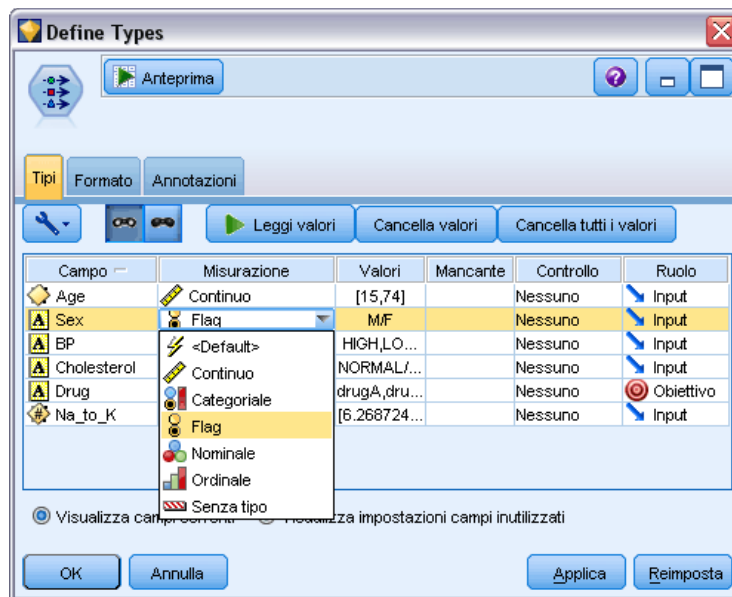 Define Types
Anteprima
Tipi Formato Annotazioni
Leggi valori Cancella valori Cancella tutti i valori
Campo Misurazione Valori Mancante Controllo Ruolo
Age Continuo [15,74] Nessuno Input
A Sex Flag M/F Nessuno Input
A BP HIGH,LO... Nessuno Input
A Cholesterol NORMAL/... Nessuno Input
A Drug drugA,dru... Nessuno Obiettivo
# Na_to_K [6.268724... Nessuno Input
<Default>
Continuo
Categoriale
Flag
Nominale
Ordinale
Senza tipo
Visualizza impostazioni campi inutilizzati
OK Annulla Applica Reimposta